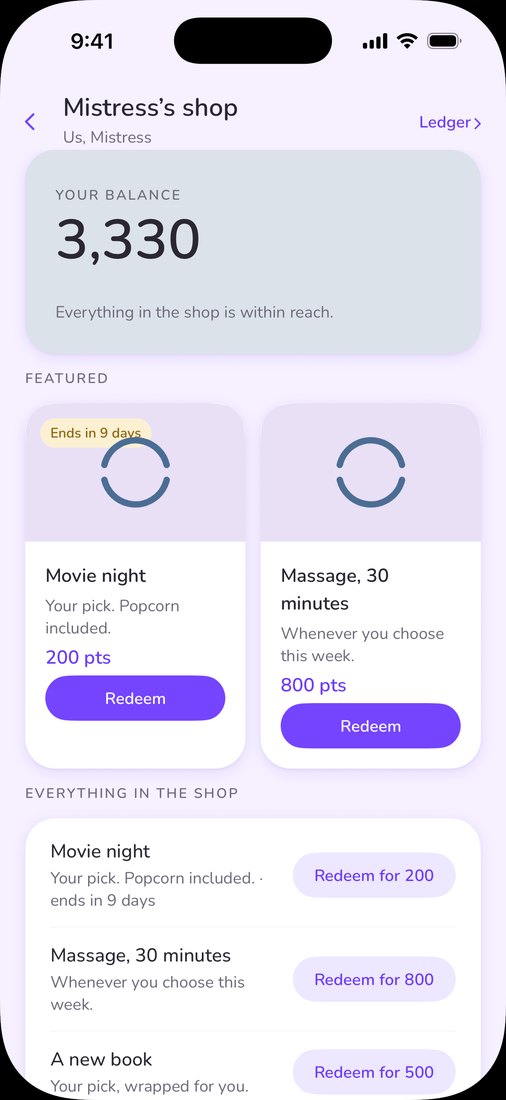 9:41
Mistress’s shop
Us, Mistress
Ledger
YOUR BALANCE
3,330
Everything in the shop is within reach.
FEATURED
Ends in 9 days
Movie night
Your pick. Popcorn
included.
200 pts
Redeem
Massage, 30
minutes
Whenever you choose
this week.
800 pts
Redeem
EVERYTHING IN THE SHOP
Movie night
Your pick. Popcorn included. ·
ends in 9 days
Redeem for 200
Massage, 30 minutes
Whenever you choose this
week.
Redeem for 800
A new book
Your pick, wrapped for you.
Redeem for 500